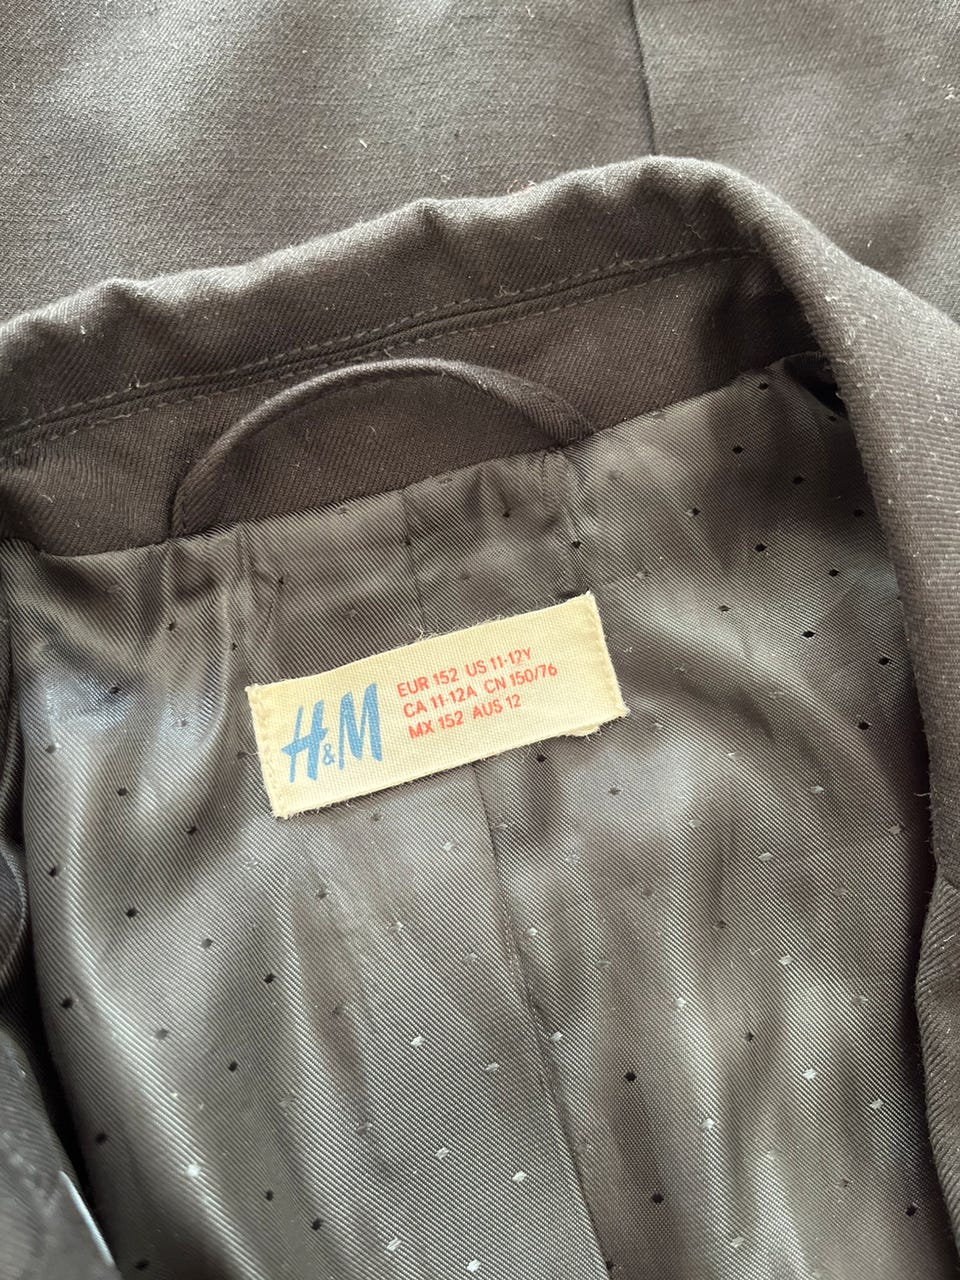 H&M
EUR 152 US 11-12Y
CA 11-12A CN 150/76
MX 152 AUS 12